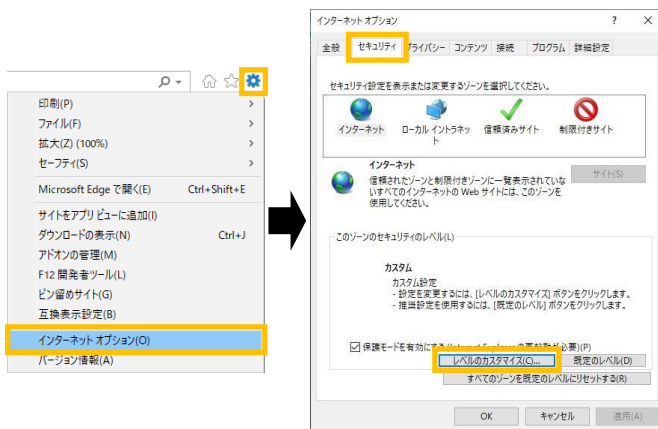 印刷(P)
ファイル(F)
拡大(Z) (100%)
セーフティ(S)
Microsoft Edge で開く(E) Ctrl+Shift+E
サイトをアプリ ビューに追加(I)
ダウンロードの表示(N) Ctrl+J
アドオンの管理(M)
F12 開発者ツール(L)
ピン留めサイト(G)
互換表示設定(B)
インターネット オプション(O)
バージョン情報(A)
インターネット オプション ? ×
全般 セキュリティ プライバシー コンテンツ 接続 プログラム 詳細設定
セキュリティ設定を表示または変更するゾーンを選択してください。
インターネット ローカル イントラネッ 信頼済みサイト 制限付きサイト
ト
インターネット
信頼されたゾーンと制限付きゾーンに一覧表示されていな サイト(S)
いすべてのインターネットの Web サイトには、このゾーンを
使用してください。
このゾーンのセキュリティのレベル(L)
カスタム
カスタム設定
- 設定を変更するには、[レベルのカスタマイズ] ボタンをクリックします。
- 推奨設定を使用するには、[既定のレベル] ボタンをクリックします。
保護モードを有効にする (Internet Explorer の再起動が必要)(P)
レベルのカスタマイズ(C)... 既定のレベル(D)
すべてのゾーンを既定のレベルにリセットする(R)
OK キャンセル 適用(A)